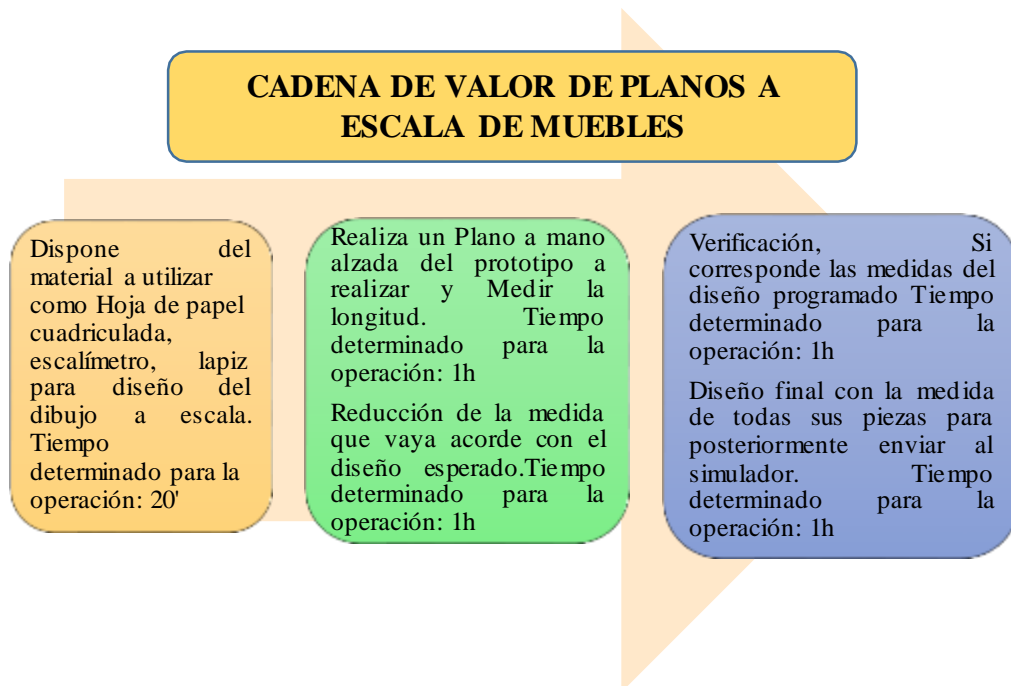 CADENA DE VALOR DE PLANOS A
ESCALA DE MUEBLES
Dispone del
material a utilizar
como Hoja de papel
cuadriculada,
escalímetro, lapiz
para diseño del
dibujo a escala.
Tiempo
determinado para la
operación: 20'
Realiza un Plano a mano
alzada del prototipo a
realizar y Medir la
longitud. Tiempo
determinado para la
operación: 1h
Reducción de la medida
que vaya acorde con el
diseño esperado.Tiempo
determinado para la
operación: 1h
Verificación, Si
corresponde las medidas del
diseño programado Tiempo
determinado para la
operación: 1h
Diseño final con la medida
de todas sus piezas para
posteriormente enviar al
simulador. Tiempo
determinado para la
operación: 1h